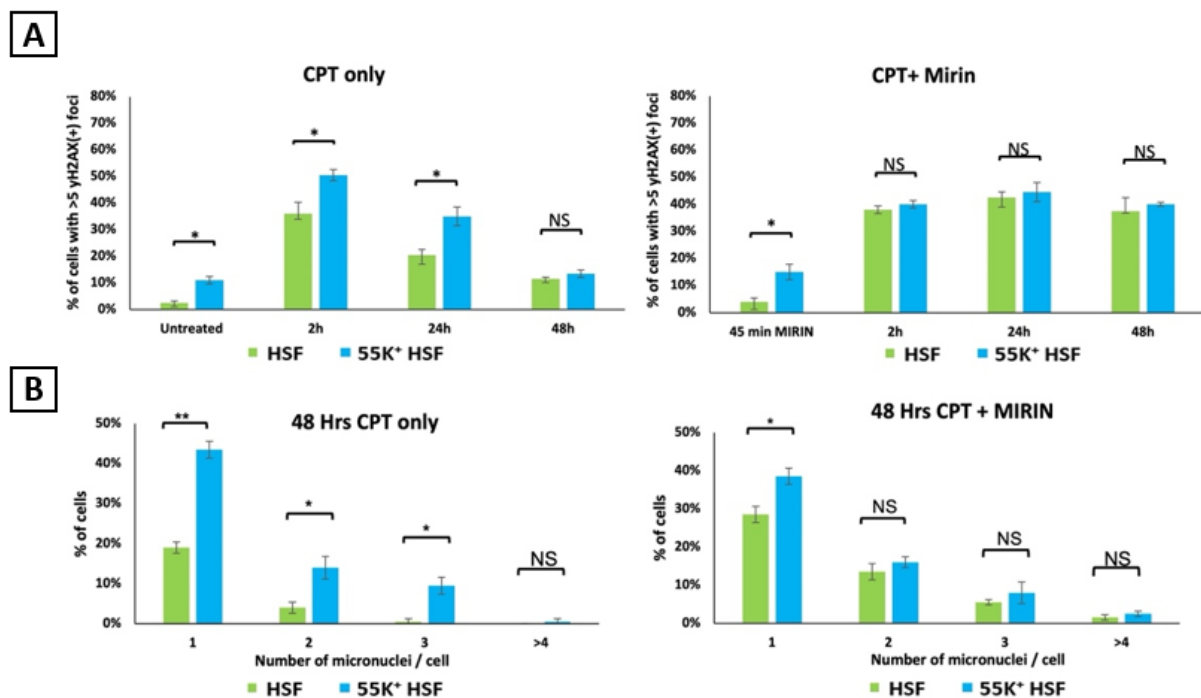 A
CPT only
% of cells with >5 yH2AX(+) foci
80%
70%
60%
50%
40%
30%
20%
10%
0%
*
*
*
NS
Untreated
2h
24h
48h
HSF
55K⁺ HSF
CPT+ Mirin
% of cells with >5 yH2AX(+) foci
80%
70%
60%
50%
40%
30%
20%
10%
0%
*
NS
NS
NS
45 min MIRIN
2h
24h
48h
HSF
55K⁺ HSF
B
48 Hrs CPT only
% of cells
50%
40%
30%
20%
10%
0%
**
*
*
NS
1
2
3
>4
Number of micronuclei / cell
HSF
55K⁺ HSF
48 Hrs CPT + MIRIN
% of cells
50%
40%
30%
20%
10%
0%
*
NS
NS
NS
1
2
3
>4
Number of micronuclei / cell
HSF
55K⁺ HSF